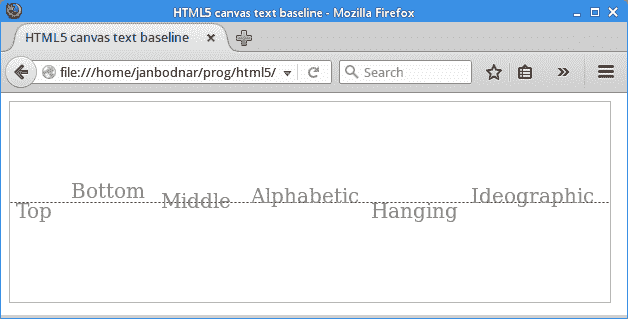 HTML5 canvas text baseline - Mozilla Firefox
HTML5 canvas text baseline
file:///home/janbodnar/prog/html5/
Search
Top Bottom Middle Alphabetic Hanging Ideographic